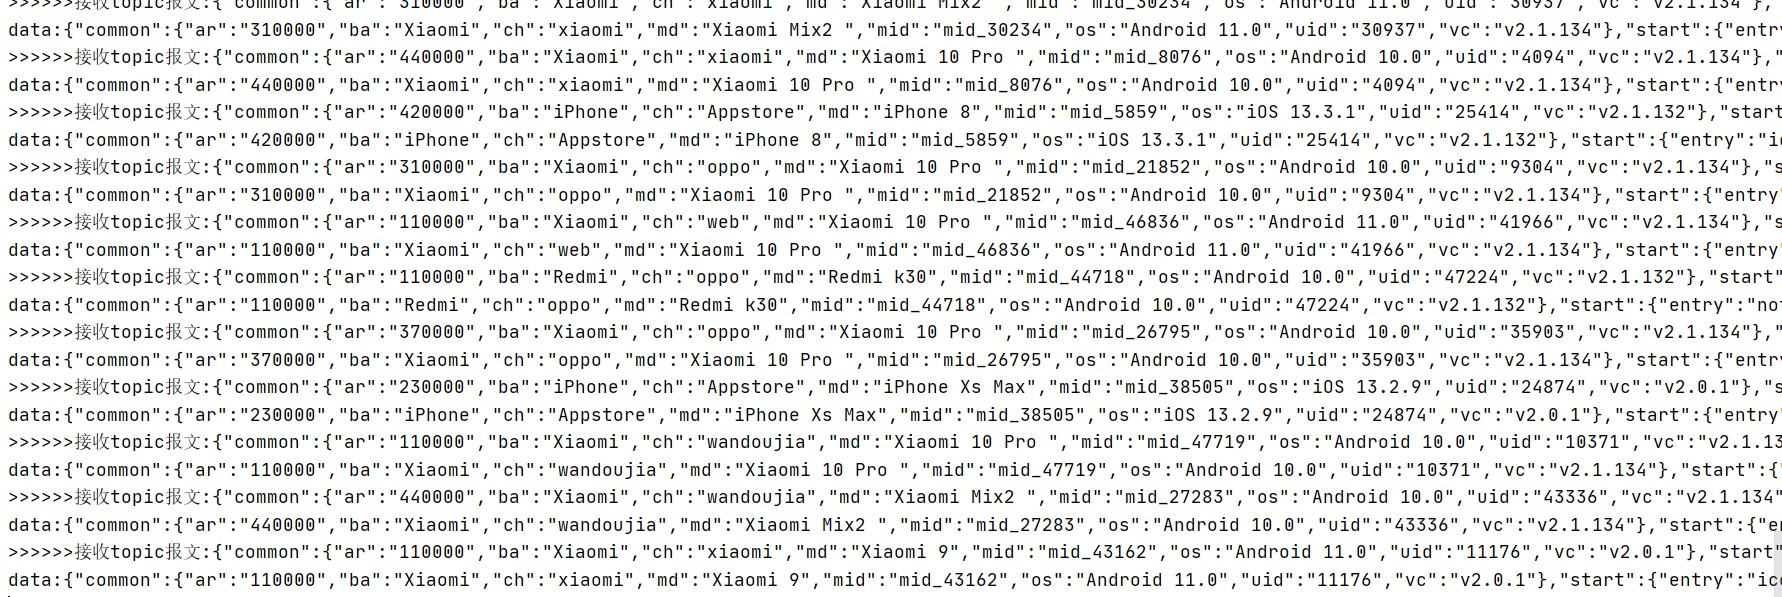 >>>>>>接收topic报文:{"common":{"ar":"310000","ba":"Xiaomi","ch":"xiaomi","md":"Xiaomi Mix2 ","mid":"mid_30234","os":"Android 11.0","uid":"30937","vc":"v2.1.134"},
data:{"common":{"ar":"310000","ba":"Xiaomi","ch":"xiaomi","md":"Xiaomi Mix2 ","mid":"mid_30234","os":"Android 11.0","uid":"30937","vc":"v2.1.134"},"start":{"entr
>>>>>>接收topic报文:{"common":{"ar":"440000","ba":"Xiaomi","ch":"xiaomi","md":"Xiaomi 10 Pro ","mid":"mid_8076","os":"Android 10.0","uid":"4094","vc":"v2.1.134"},"
data:{"common":{"ar":"440000","ba":"Xiaomi","ch":"xiaomi","md":"Xiaomi 10 Pro ","mid":"mid_8076","os":"Android 10.0","uid":"4094","vc":"v2.1.134"},"start":{"entr
>>>>>>接收topic报文:{"common":{"ar":"420000","ba":"iPhone","ch":"Appstore","md":"iPhone 8","mid":"mid_5859","os":"iOS 13.3.1","uid":"25414","vc":"v2.1.132"},"start
data:{"common":{"ar":"420000","ba":"iPhone","ch":"Appstore","md":"iPhone 8","mid":"mid_5859","os":"iOS 13.3.1","uid":"25414","vc":"v2.1.132"},"start":{"entry":"i
>>>>>>接收topic报文:{"common":{"ar":"310000","ba":"Xiaomi","ch":"oppo","md":"Xiaomi 10 Pro ","mid":"mid_21852","os":"Android 10.0","uid":"9304","vc":"v2.1.134"},"s
data:{"common":{"ar":"310000","ba":"Xiaomi","ch":"oppo","md":"Xiaomi 10 Pro ","mid":"mid_21852","os":"Android 10.0","uid":"9304","vc":"v2.1.134"},"start":{"entry
>>>>>>接收topic报文:{"common":{"ar":"110000","ba":"Xiaomi","ch":"web","md":"Xiaomi 10 Pro ","mid":"mid_46836","os":"Android 11.0","uid":"41966","vc":"v2.1.134"},"s
data:{"common":{"ar":"110000","ba":"Xiaomi","ch":"web","md":"Xiaomi 10 Pro ","mid":"mid_46836","os":"Android 11.0","uid":"41966","vc":"v2.1.134"},"start":{"entry
>>>>>>接收topic报文:{"common":{"ar":"110000","ba":"Redmi","ch":"oppo","md":"Redmi k30","mid":"mid_44718","os":"Android 10.0","uid":"47224","vc":"v2.1.132"},"start"
data:{"common":{"ar":"110000","ba":"Redmi","ch":"oppo","md":"Redmi k30","mid":"mid_44718","os":"Android 10.0","uid":"47224","vc":"v2.1.132"},"start":{"entry":"no
>>>>>>接收topic报文:{"common":{"ar":"370000","ba":"Xiaomi","ch":"oppo","md":"Xiaomi 10 Pro ","mid":"mid_26795","os":"Android 10.0","uid":"35903","vc":"v2.1.134"},"
data:{"common":{"ar":"370000","ba":"Xiaomi","ch":"oppo","md":"Xiaomi 10 Pro ","mid":"mid_26795","os":"Android 10.0","uid":"35903","vc":"v2.1.134"},"start":{"entr
>>>>>>接收topic报文:{"common":{"ar":"230000","ba":"iPhone","ch":"Appstore","md":"iPhone Xs Max","mid":"mid_38505","os":"iOS 13.2.9","uid":"24874","vc":"v2.0.1"},"s
data:{"common":{"ar":"230000","ba":"iPhone","ch":"Appstore","md":"iPhone Xs Max","mid":"mid_38505","os":"iOS 13.2.9","uid":"24874","vc":"v2.0.1"},"start":{"entry
>>>>>>接收topic报文:{"common":{"ar":"110000","ba":"Xiaomi","ch":"wandoujia","md":"Xiaomi 10 Pro ","mid":"mid_47719","os":"Android 10.0","uid":"10371","vc":"v2.1.13
data:{"common":{"ar":"110000","ba":"Xiaomi","ch":"wandoujia","md":"Xiaomi 10 Pro ","mid":"mid_47719","os":"Android 10.0","uid":"10371","vc":"v2.1.134"},"start":{"
>>>>>>接收topic报文:{"common":{"ar":"440000","ba":"Xiaomi","ch":"wandoujia","md":"Xiaomi Mix2 ","mid":"mid_27283","os":"Android 10.0","uid":"43336","vc":"v2.1.134"
data:{"common":{"ar":"440000","ba":"Xiaomi","ch":"wandoujia","md":"Xiaomi Mix2 ","mid":"mid_27283","os":"Android 10.0","uid":"43336","vc":"v2.1.134"},"start":{"e
>>>>>>接收topic报文:{"common":{"ar":"110000","ba":"Xiaomi","ch":"xiaomi","md":"Xiaomi 9","mid":"mid_43162","os":"Android 11.0","uid":"11176","vc":"v2.0.1"},"start"
data:{"common":{"ar":"110000","ba":"Xiaomi","ch":"xiaomi","md":"Xiaomi 9","mid":"mid_43162","os":"Android 11.0","uid":"11176","vc":"v2.0.1"},"start":{"entry":"ic